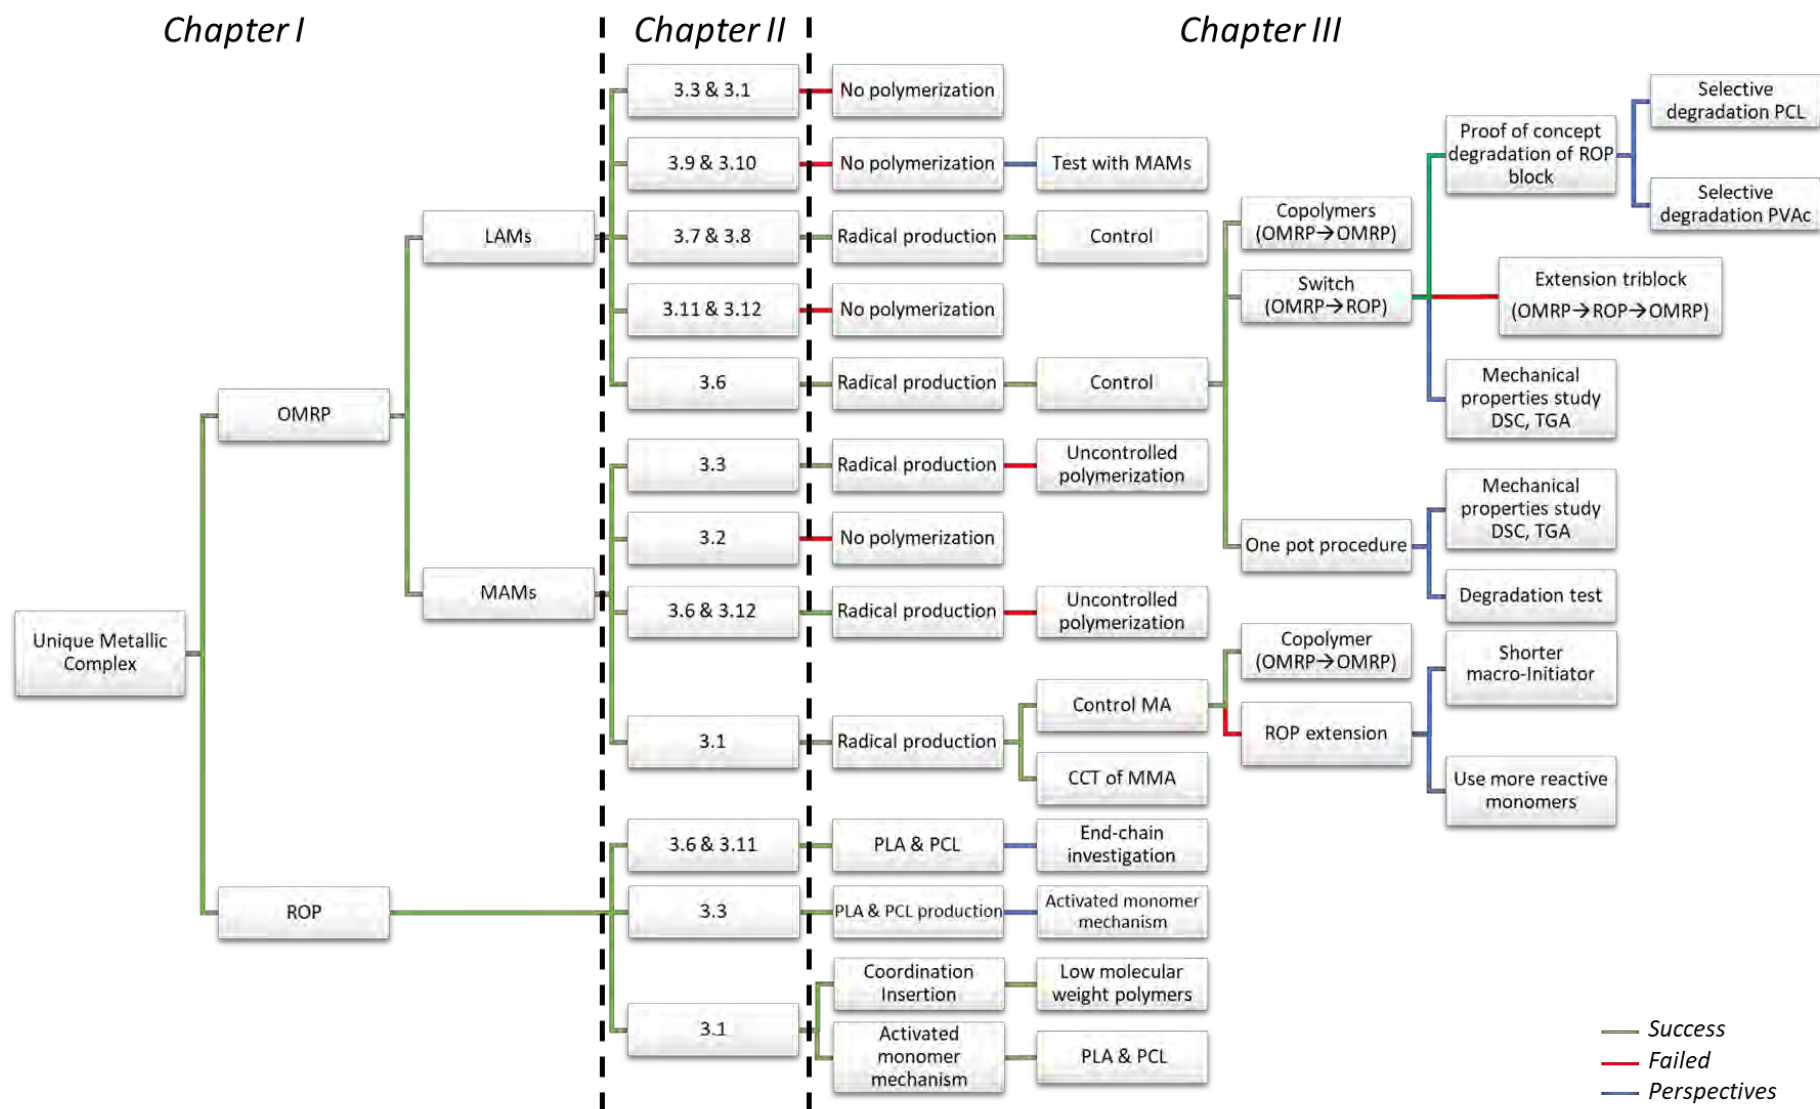 Chapter I
Chapter II
Chapter III
Unique Metallic
Complex
OMRP
ROP
LAMs
MAMs
3.3 & 3.1
3.9 & 3.10
3.7 & 3.8
3.11 & 3.12
3.6
3.3
3.2
3.6 & 3.12
3.1
3.6 & 3.11
3.3
3.1
No polymerization
No polymerization
Radical production
No polymerization
Radical production
Radical production
No polymerization
Radical production
Radical production
PLA & PCL
PLA & PCL production
Coordination
Insertion
Activated
monomer
mechanism
Test with MAMs
Control
Control
Uncontrolled
polymerization
Uncontrolled
polymerization
Control MA
CCT of MMA
End-chain
investigation
Activated monomer
mechanism
Low molecular
weight polymers
PLA & PCL
Copolymers
(OMRP→OMRP)
Switch
(OMRP→ROP)
One pot procedure
Copolymer
(OMRP→OMRP)
ROP extension
Proof of concept
degradation of ROP
block
Extension triblock
(OMRP→ROP→OMRP)
Mechanical
properties study
DSC, TGA
Mechanical
properties study
DSC, TGA
Degradation test
Shorter
macro-Initiator
Use more reactive
monomers
Selective
degradation PCL
Selective
degradation PVAc
Success
Failed
Perspectives